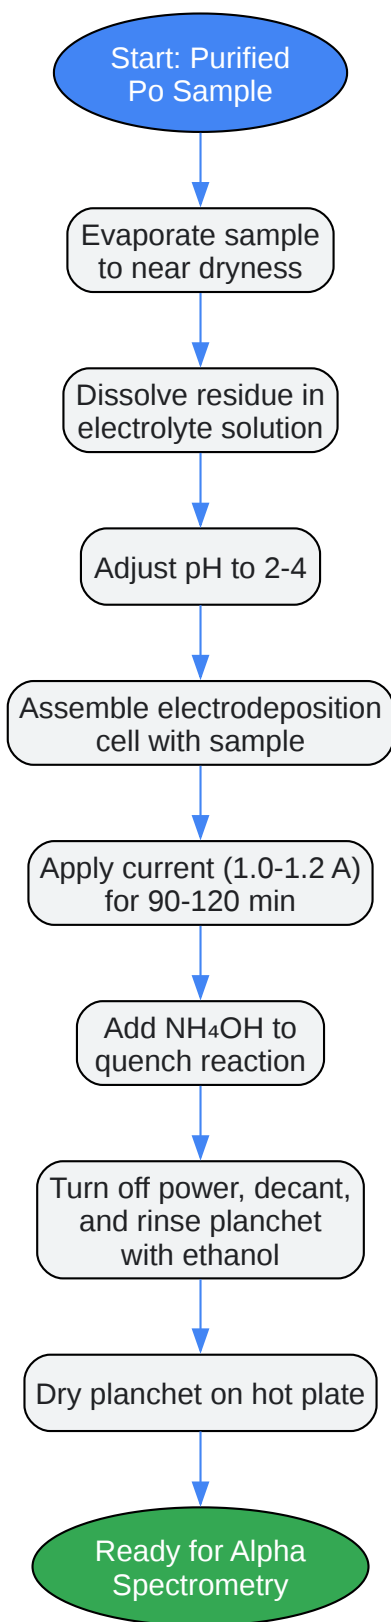 Start: Purified
Po Sample
Evaporate sample
to near dryness
Dissolve residue in
electrolyte solution
Adjust pH to 2-4
Assemble electrodeposition
cell with sample
Apply current (1.0-1.2 A)
for 90-120 min
Add NH₄OH to
quench reaction
Turn off power, decant,
and rinse planchet
with ethanol
Dry planchet on hot plate
Ready for Alpha
Spectrometry